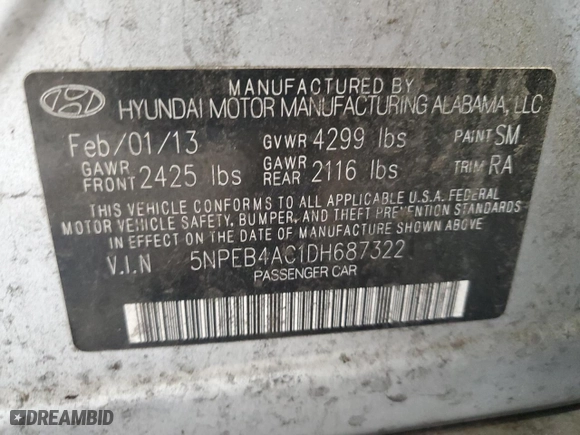 MANUFACTURED BY
HYUNDAI MOTOR MANUFACTURING ALABAMA, LLC
Feb/01/13 GVWR 4299 lbs PAINT SM
GAWR FRONT 2425 lbs GAWR REAR 2116 lbs TRIM RA
THIS VEHICLE CONFORMS TO ALL APPLICABLE U.S.A. FEDERAL
MOTOR VEHICLE SAFETY, BUMPER, AND THEFT PREVENTION STANDARDS
IN EFFECT ON THE DATE OF MANUFACTURE SHOWN ABOVE.
V.I.N 5NPEB4AC1DH687322
PASSENGER CAR
DREAMBID